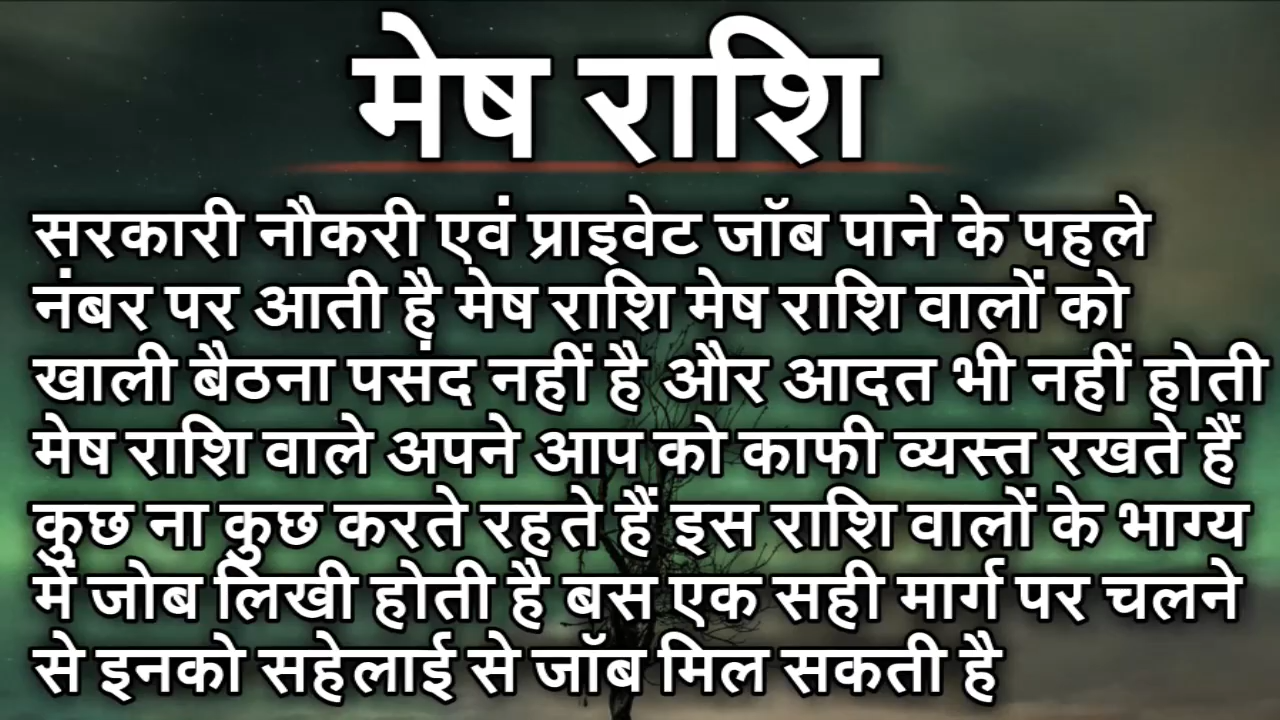 मेष राशि
सरकारी नौकरी एवं प्राइवेट जॉब पाने के पहले
नंबर पर आती है़ मेष राशि मेष राशि वालों को
खाली बैठना पसंद नहीं है और आदत भी नहीं होती
मेष राशि वाले अपने आप को काफी व्यस्त रखते हैं
कुछ ना कुछ करते रहते हैं इस राशि वालों के भाग्य
में जोब लिखी होती है बस एक सही मार्ग पर चलने
से इनको सहेलाई से जॉब मिल सकती है